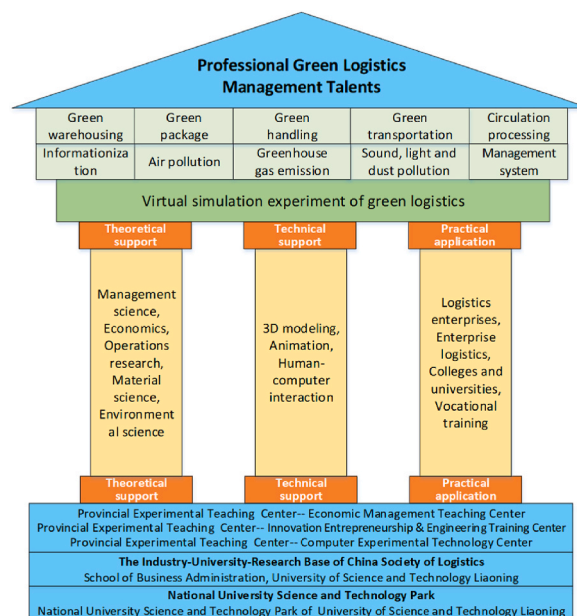 Professional Green Logistics
Management Talents
Green
warehousing
Green
package
Green
handling
Green
transportation
Circulation
processing
Informationiza
tion
Air pollution
Greenhouse
gas emission
Sound, light and
dust pollution
Management
system
Virtual simulation experiment of green logistics
Theoretical
support
Technical
support
Practical
application
Management
science,
Economics,
Operations
research,
Material
science,
Environment
al science
3D modeling,
Animation,
Human-
computer
interaction
Logistics
enterprises,
Enterprise
logistics,
Colleges and
universities,
Vocational
training
Theoretical
support
Technical
support
Practical
application
Provincial Experimental Teaching Center-- Economic Management Teaching Center
Provincial Experimental Teaching Center-- Innovation Entrepreneurship & Engineering Training Center
Provincial Experimental Teaching Center-- Computer Experimental Technology Center
The Industry-University-Research Base of China Society of Logistics
School of Business Administration, University of Science and Technology Liaoning
National University Science and Technology Park
National University Science and Technology Park of University of Science and Technology Liaoning